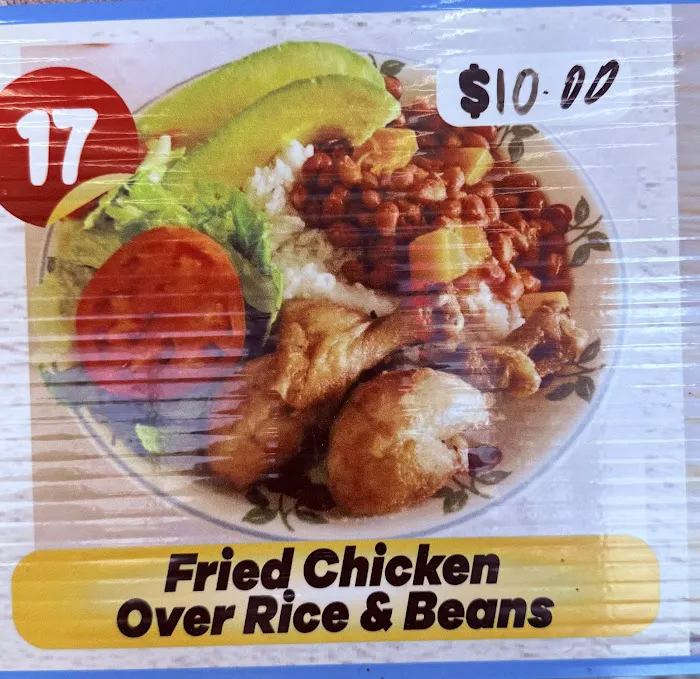 17
$10.00
Fried Chicken
Over Rice & Beans